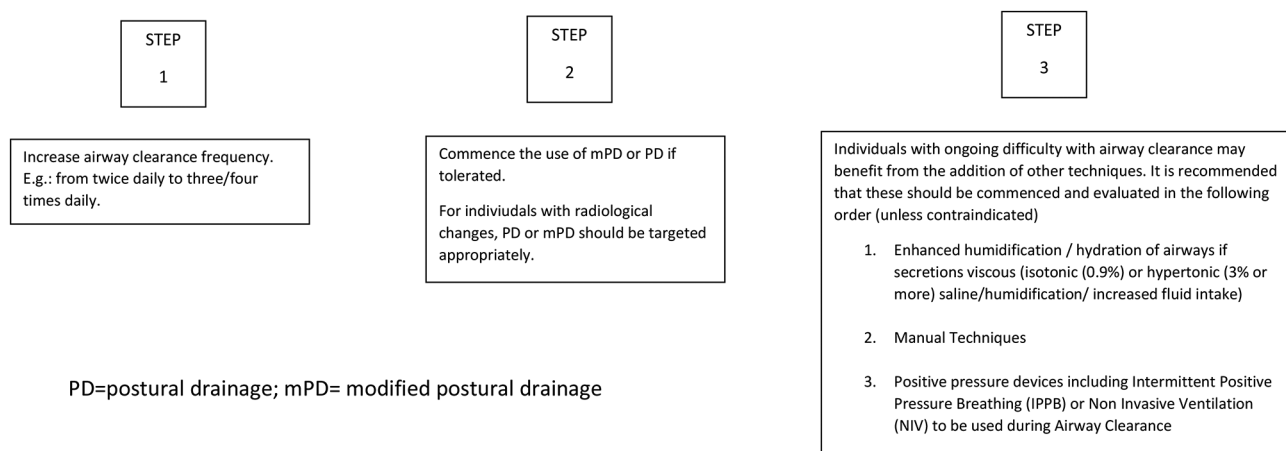 STEP
1
Increase airway clearance frequency.
E.g.: from twice daily to three/four
times daily.
STEP
2
Commence the use of mPD or PD if
tolerated.
For indiviudals with radiological
changes, PD or mPD should be targeted
appropriately.
STEP
3
Individuals with ongoing difficulty with airway clearance may
benefit from the addition of other techniques. It is recommended
that these should be commenced and evaluated in the following
order (unless contraindicated)
1. Enhanced humidification / hydration of airways if
secretions viscous (isotonic (0.9%) or hypertonic (3% or
more) saline/humidification/ increased fluid intake)
2. Manual Techniques
3. Positive pressure devices including Intermittent Positive
Pressure Breathing (IPPB) or Non Invasive Ventilation
(NIV) to be used during Airway Clearance
PD=postural drainage; mPD= modified postural drainage